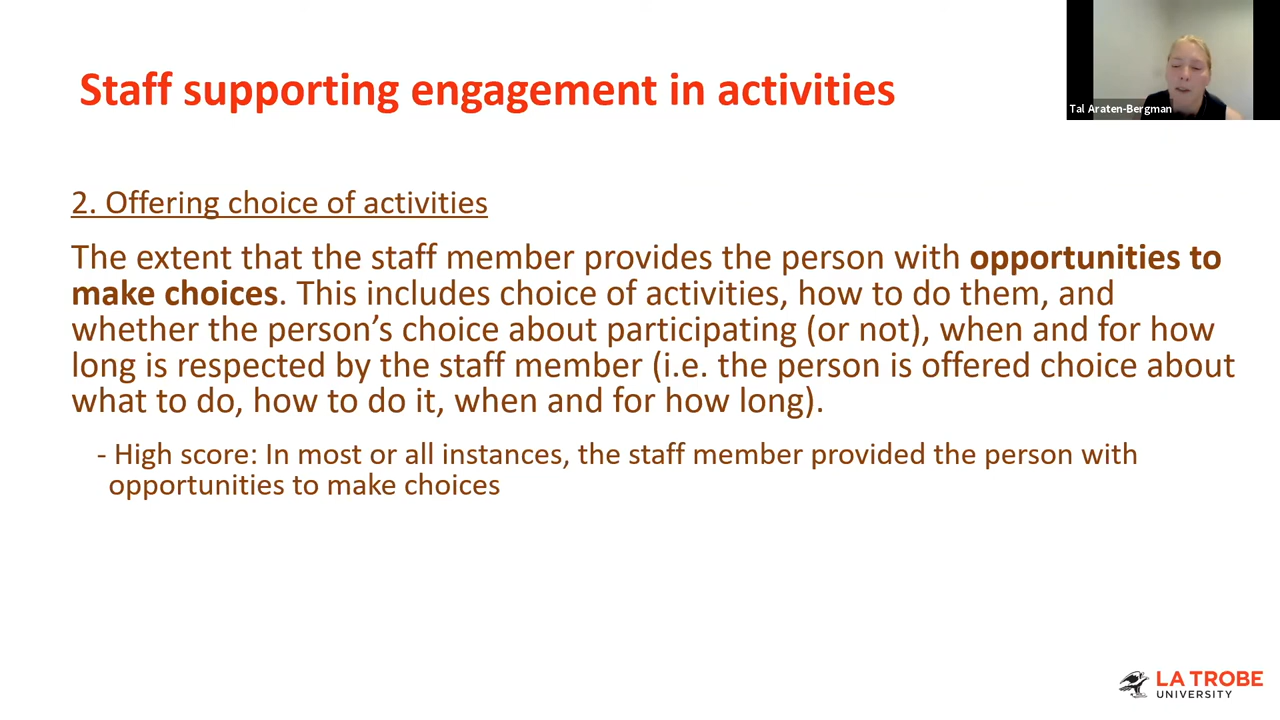 Staff supporting engagement in activities
Tal Araten-Bergman
2. Offering choice of activities
The extent that the staff member provides the person with opportunities to
make choices. This includes choice of activities, how to do them, and
whether the person’s choice about participating (or not), when and for how
long is respected by the staff member (i.e. the person is offered choice about
what to do, how to do it, when and for how long).
- High score: In most or all instances, the staff member provided the person with
opportunities to make choices
LA TROBE
UNIVERSITY